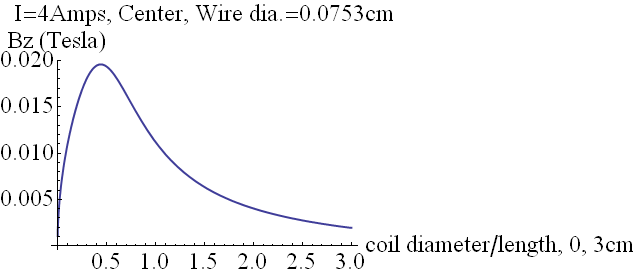 I=4Amps, Center, Wire dia.=0.0753cm
Bz (Tesla)
0.020
0.015
0.010
0.005
0.5 1.0 1.5 2.0 2.5 3.0
coil diameter/length, 0, 3cm